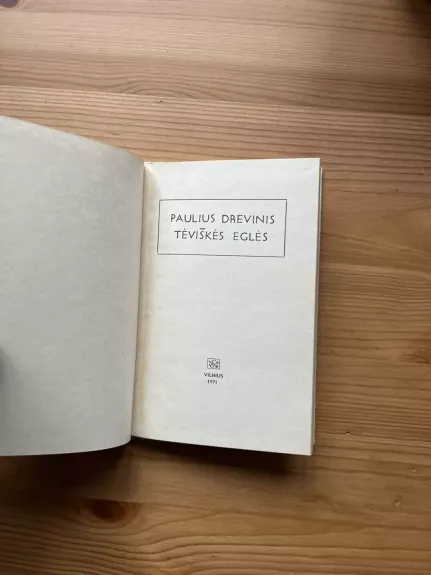 PAULIUS DREVINIS
TĖVIŠKĖS EGLĖS
VILNIUS
1971